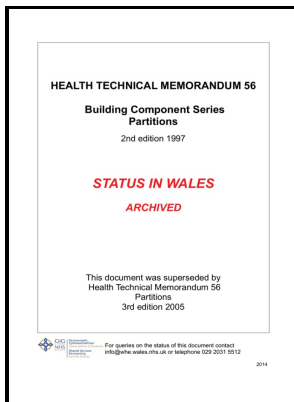 HEALTH TECHNICAL MEMORANDUM 56
Building Component Series
Partitions
2nd edition 1997
STATUS IN WALES
ARCHIVED
This document was superseded by
Health Technical Memorandum 56
Partitions
3rd edition 2005
GIG
NHS
For queries on the status of this document contact
info@whe.wales.nhs.uk or telephone 029 2031 5512
2014